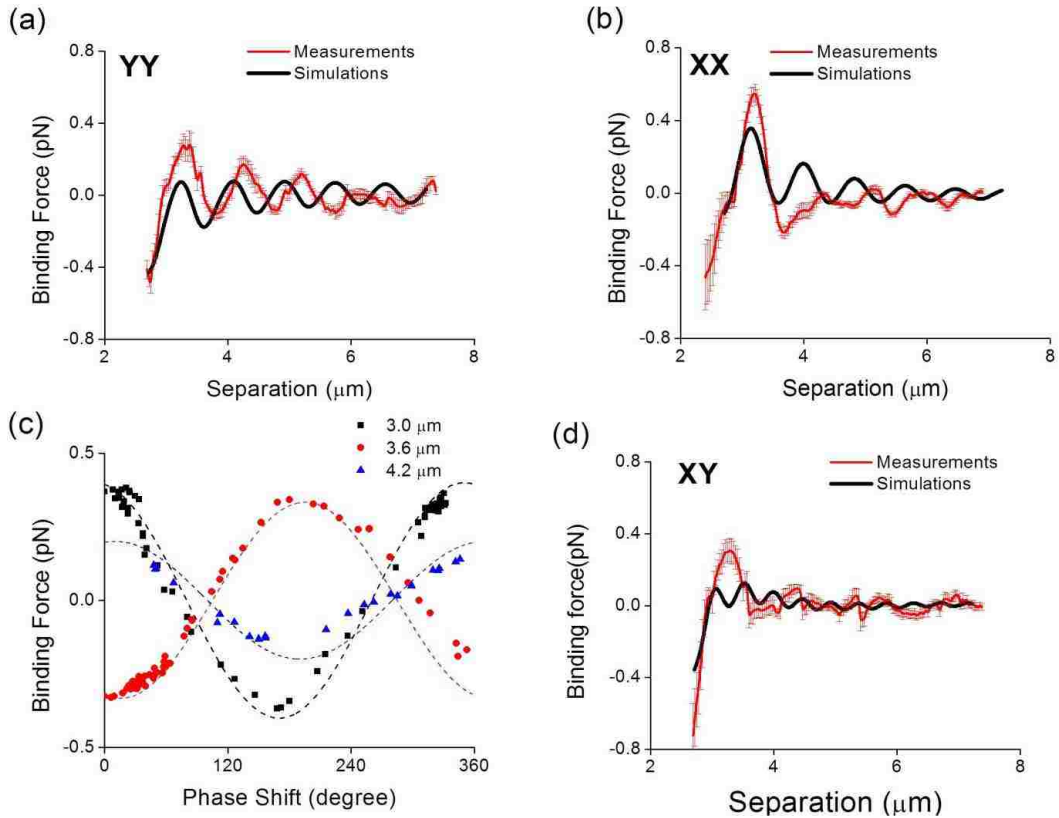 (a)
YY
Measurements
Simulations
0.8
0.4
0.0
-0.4
-0.8
Binding Force (pN)
2
4
6
8
Separation (μm)
(b)
XX
Measurements
Simulations
0.8
0.4
0.0
-0.4
-0.8
Binding Force (pN)
2
4
6
8
Separation (μm)
(c)
3.0 μm
3.6 μm
4.2 μm
0.5
0.0
-0.5
Binding Force (pN)
0
120
240
360
Phase Shift (degree)
(d)
XY
Measurements
Simulations
0.8
0.4
0.0
-0.4
-0.8
Binding force(pN)
2
4
6
8
Separation (μm)